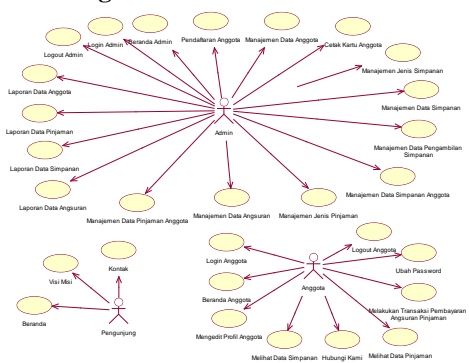 Login Admin
Beranda Admin
Pendaftaran Anggota
Manajemen Data Anggota
Cetak Kartu Anggota
Logout Admin
Manajemen Jenis Simpanan
Laporan Data Anggota
Manajemen Data Simpanan
Laporan Data Pinjaman
Admin
Manajemen Data Pengambilan
Simpanan
Laporan Data Simpanan
Manajemen Data Simpanan Anggota
Laporan Data Angsuran
Manajemen Data Pinjaman Anggota
Manajemen Data Angsuran
Manajemen Jenis Pinjaman
Logout Anggota
Login Anggota
Kontak
Ubah Password
Visi Misi
Anggota
Beranda Anggota
Melakukan Transaksi Pembayaran
Angsuran Pinjaman
Beranda
Pengunjung
Mengedit Profil Anggota
Melihat Data Simpanan
Hubungi Kami
Melihat Data Pinjaman